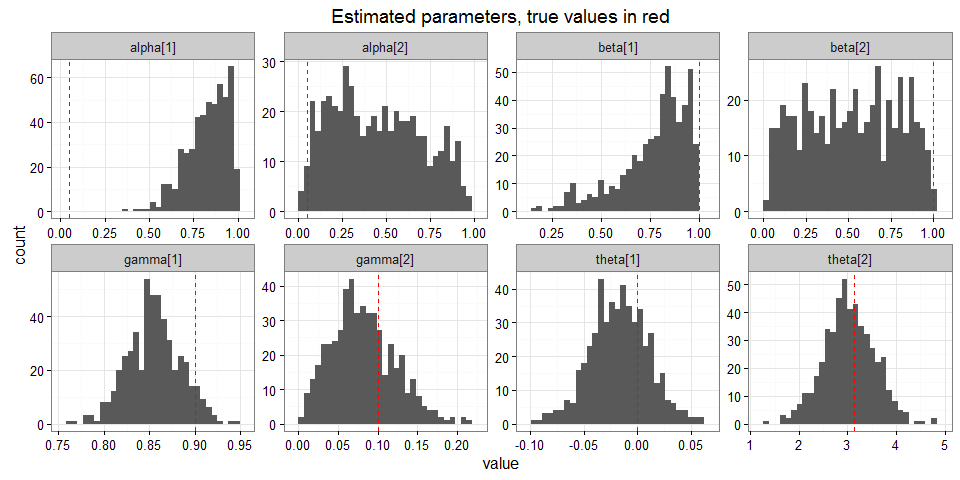 Estimated parameters, true values in red
alpha[1] alpha[2] beta[1] beta[2]
60
40
20
0
0.00 0.25 0.50 0.75 1.00
30
20
10
0
0.00 0.25 0.50 0.75 1.00
50
40
30
20
10
0
0.25 0.50 0.75 1.00
20
10
0
0.00 0.25 0.50 0.75 1.00
count
gamma[1] gamma[2] theta[1] theta[2]
40
20
0
0.75 0.80 0.85 0.90 0.95
40
30
20
10
0
0.00 0.05 0.10 0.15 0.20
40
30
20
10
0
-0.10 -0.05 0.00 0.05
50
40
30
20
10
0
1 2 3 4 5
value